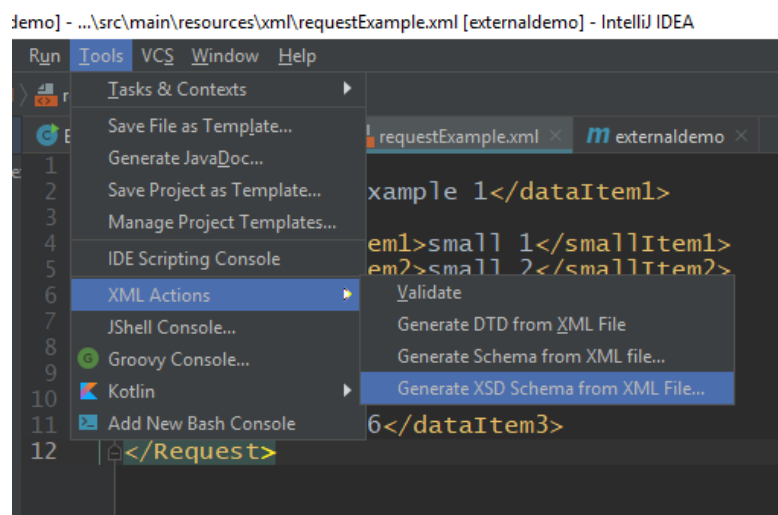 demo] - ...\src\main\resources\xml\requestExample.xml [externaldemo] - IntelliJ IDEA
Run Tools VCS Window Help
Tasks & Contexts
Save File as Template...
requestExample.xml
externaldemo
1
Generate JavaDoc...
2
Save Project as Template...
xample 1</dataItem1>
3
Manage Project Templates...
4
em1>small 1</smallItem1>
IDE Scripting Console
5
em2>small 2</smallItem2>
6
XML Actions
Validate
7
JShell Console...
Generate DTD from XML File
8
Groovy Console...
Generate Schema from XML file...
9
10
Kotlin
Generate XSD Schema from XML File...
11
Add New Bash Console
6</dataItem3>
12
</Request>